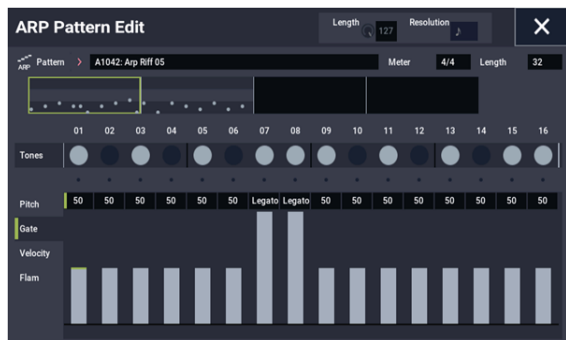 ARP Pattern Edit
Length 127 Resolution
ARP Pattern > A1042: Arp Riff 05 Meter 4/4 Length 32
01 02 03 04 05 06 07 08 09 10 11 12 13 14 15 16
Tones
Pitch 50 50 50 50 50 50 Legato Legato 50 50 50 50 50 50 50 50
Gate
Velocity
Flam